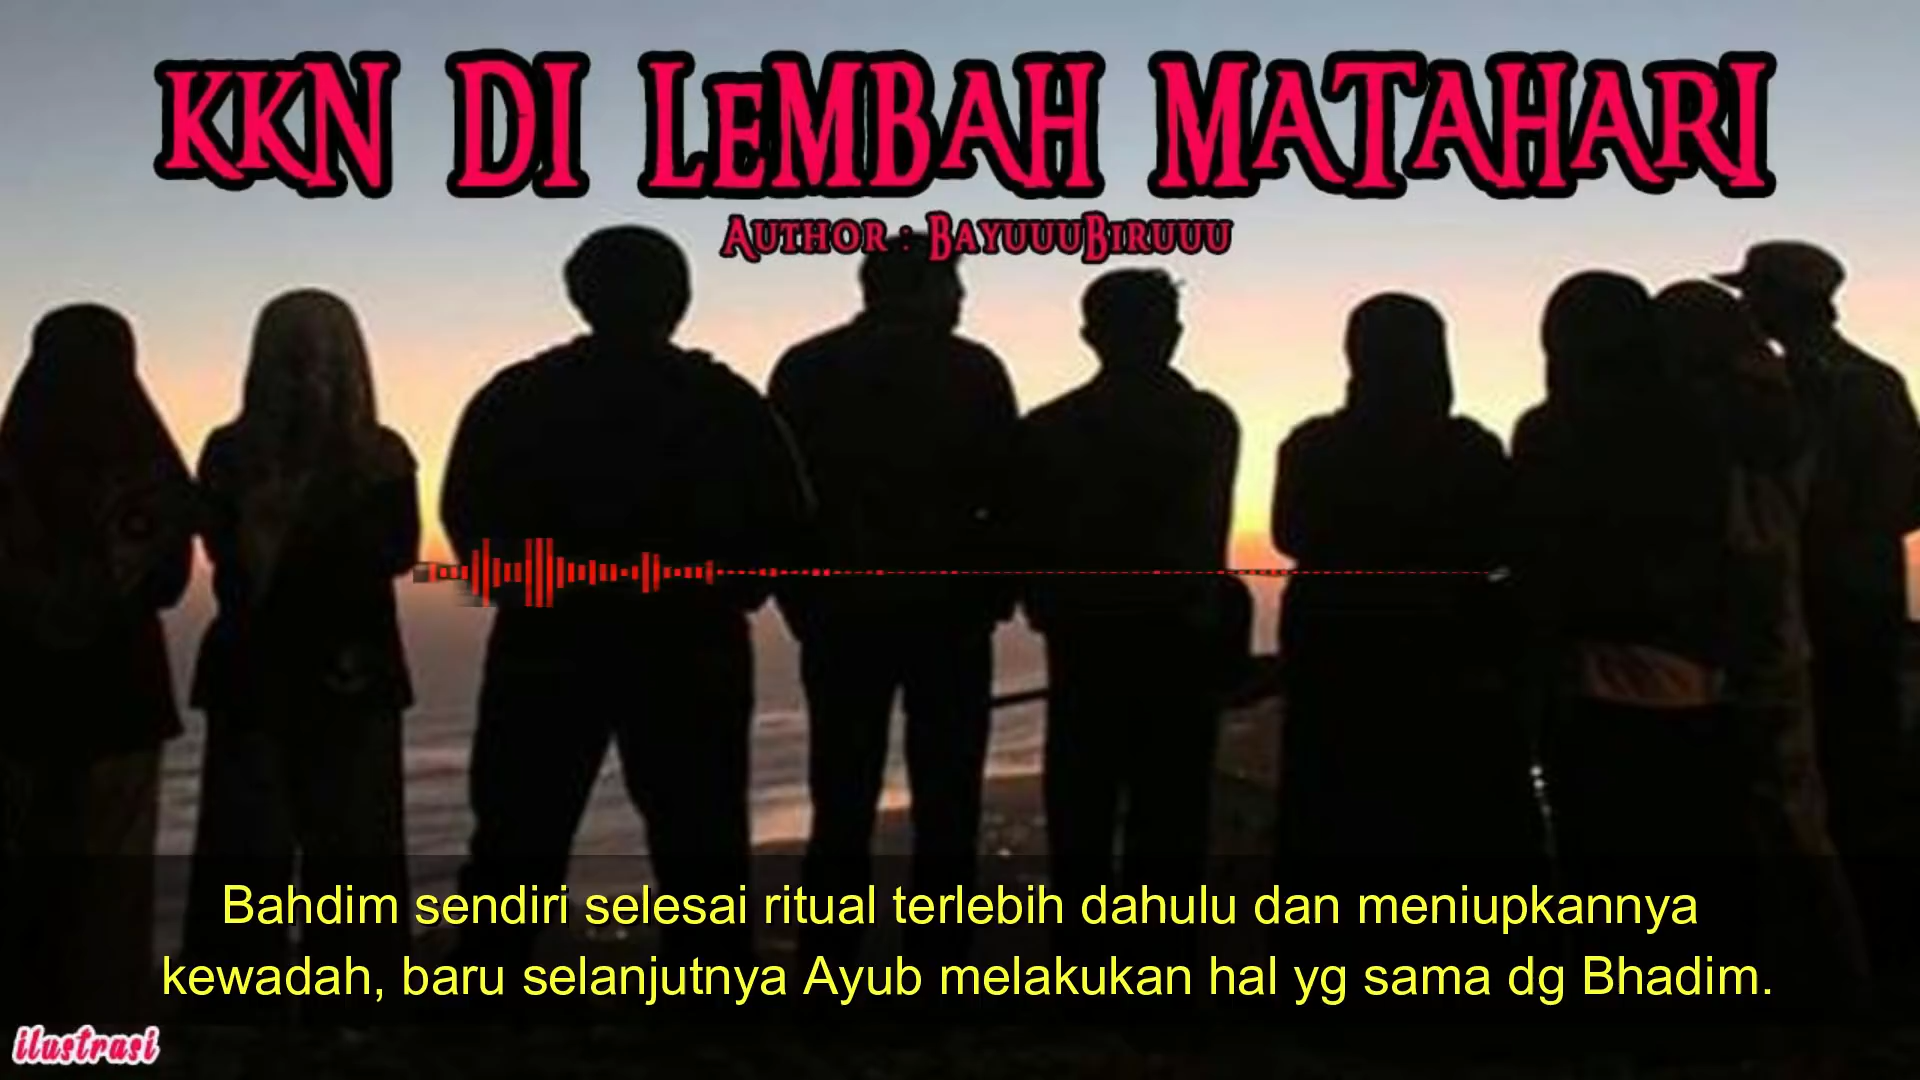 KKN DI LEMBAH MATAHARI
AUTHOR : BAYUUUBIRUUU
Bahdim sendiri selesai ritual terlebih dahulu dan meniupkannya
kewadah, baru selanjutnya Ayub melakukan hal yg sama dg Bhadim.
ilustrasi